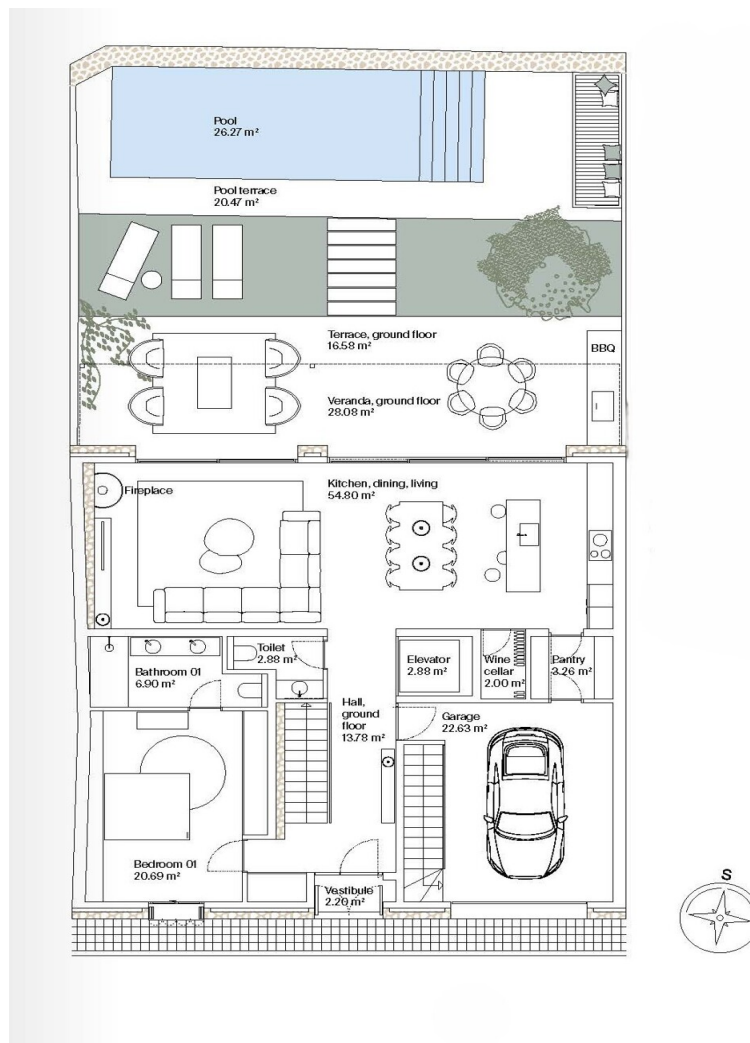 Pool
26.27 m²
Pool terrace
20.47 m²
Terrace, ground floor
16.58 m²
BBQ
Veranda, ground floor
28.08 m²
Kitchen, dining, living
54.80 m²
Fireplace
Toilet
2.88 m²
Bathroom 01
6.90 m²
Elevator
2.88 m²
Wine
cellar
2.00 m²
Pantry
3.26 m²
Hall,
ground
floor
13.78 m²
Garage
22.63 m²
Bedroom 01
20.69 m²
Vestibule
2.20 m²
S